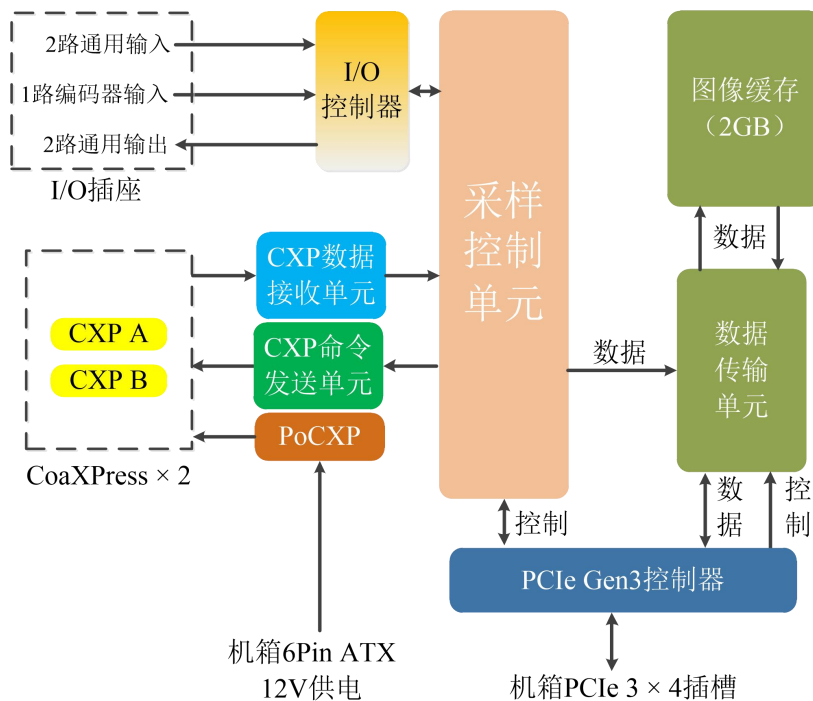 2路通用输入
1路编码器输入
2路通用输出
I/O插座
I/O
控制器
采样
控制
单元
图像缓存
（2GB）
数据
CXP数据
接收单元
CXP A
CXP B
CXP命令
发送单元
PoCXP
CoaXPress × 2
数据
数据
传输
单元
控制
数
据
控
制
PCIe Gen3控制器
机箱6Pin ATX
12V供电
机箱PCIe 3 × 4插槽